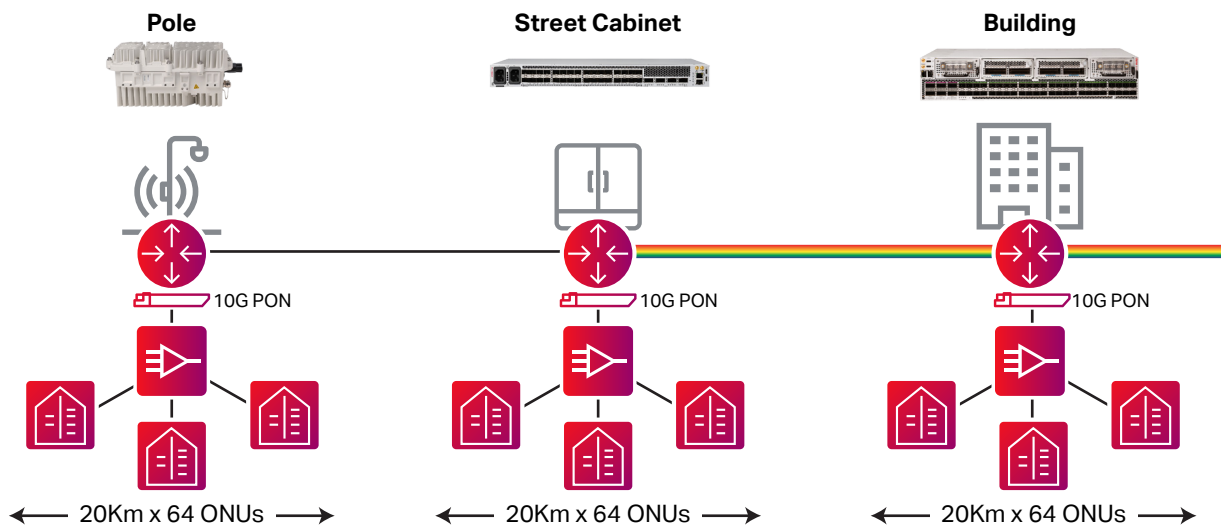 Pole
Street Cabinet
Building
10G PON
10G PON
10G PON
20Km x 64 ONUs
20Km x 64 ONUs
20Km x 64 ONUs